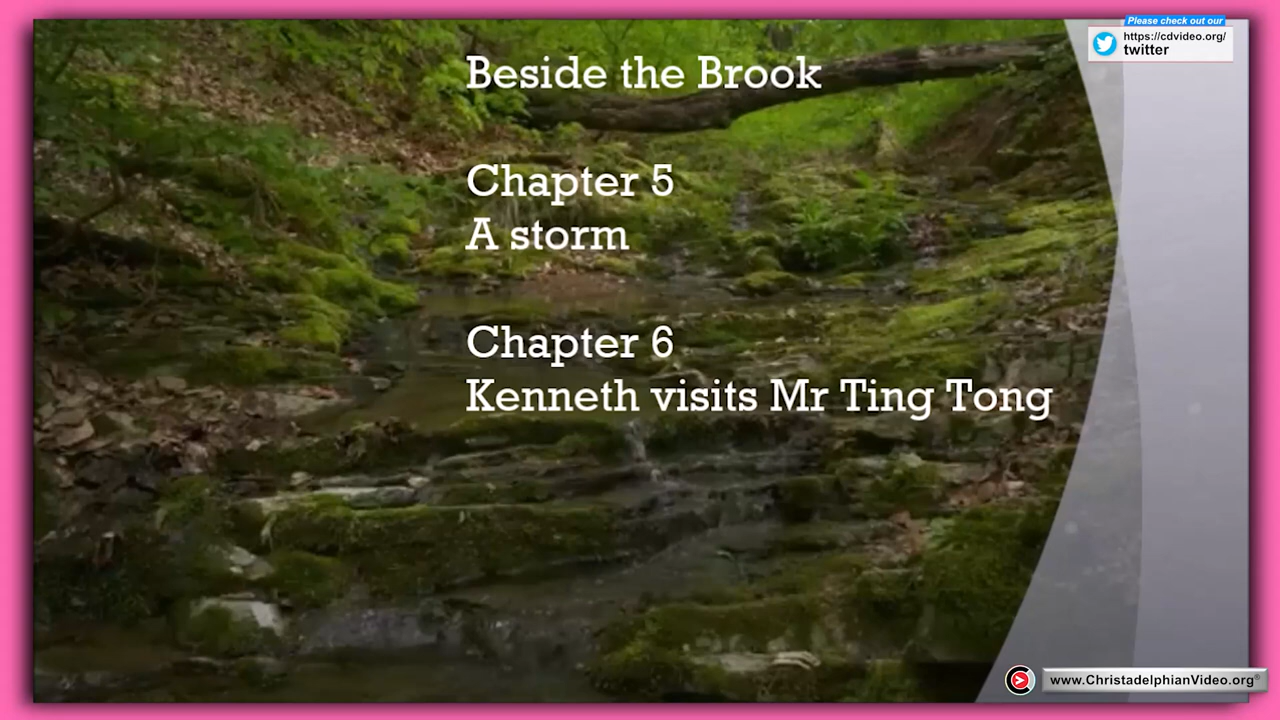 Please check out our
https://cdvideo.org/
twitter
Beside the Brook
Chapter 5
A storm
Chapter 6
Kenneth visits Mr Ting Tong
www.ChristadelphianVideo.org®